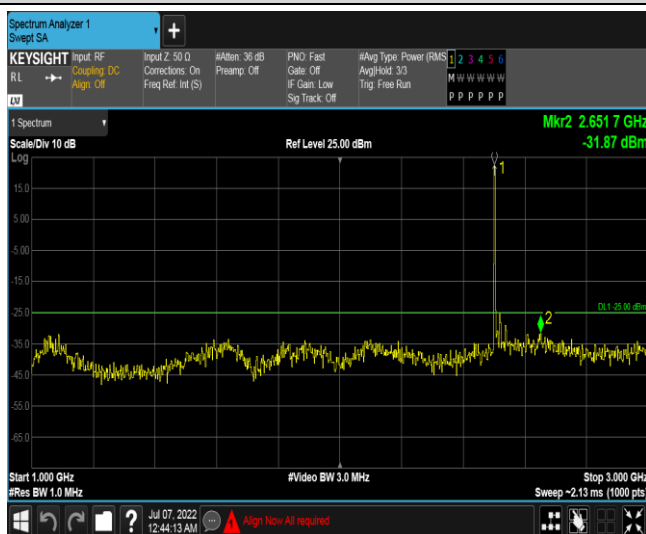 Spectrum Analyzer 1
Swept SA
+
KEYSIGHT
RL
LXI
Input: RF
Coupling: DC
Align: Off
Input Z: 50 Ω
Corrections: On
Freq Ref: Int (S)
#Atten: 36 dB
Preamp: Off
PNO: Fast
Gate: Off
IF Gain: Low
Sig Track: Off
#Avg Type: Power (RMS
Avg|Hold: 3/3
Trig: Free Run
1 2 3 4 5 6
M W W W W W
P P P P P P
1 Spectrum
Scale/Div 10 dB
Ref Level 25.00 dBm
Mkr2 2.651 7 GHz
-31.87 dBm
Log
15.0
5.00
-5.00
-15.0
-25.0
-35.0
-45.0
-55.0
-65.0
1
DL1 -25.00 dBm
2
Start 1.000 GHz
#Res BW 1.0 MHz
#Video BW 3.0 MHz
Stop 3.000 GHz
Sweep ~2.13 ms (1000 pts)
?
Jul 07, 2022
12:44:13 AM
Align Now All required